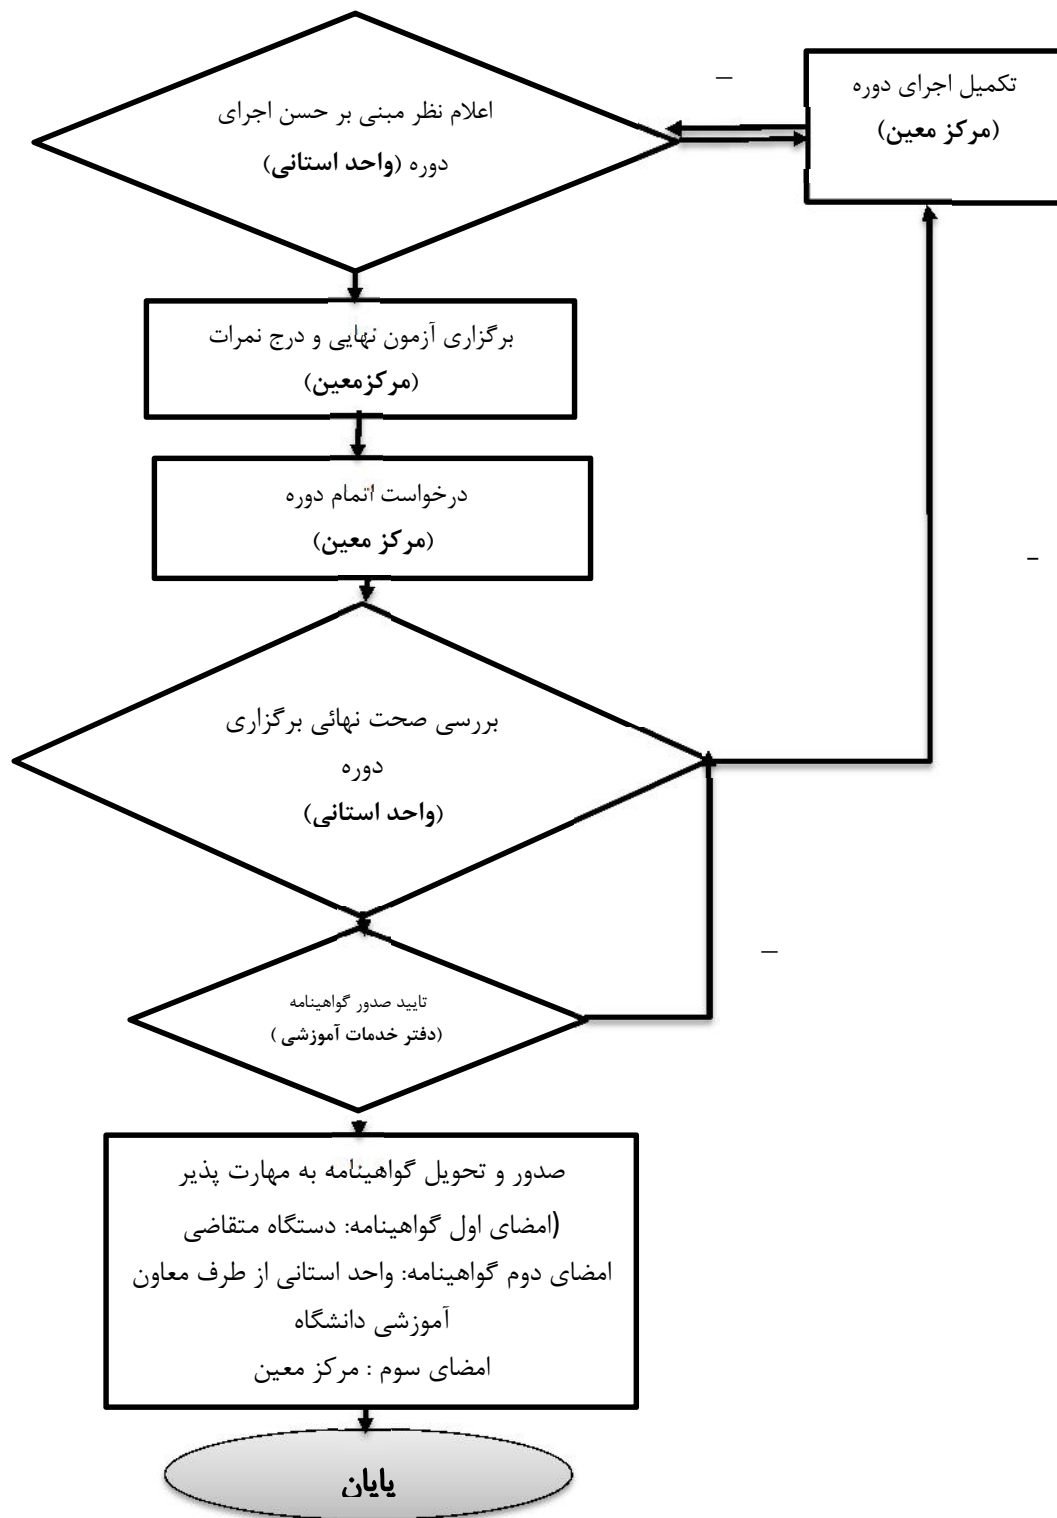 اعلام نظر مبنی بر حسن اجرای
دوره (واحد استانی)
–
تکمیل اجرای دوره
(مرکز معین)
برگزاری آزمون نهایی و درج نمرات
(مرکزمعین)
درخواست اتمام دوره
(مرکز معین)
-
بررسی صحت نهائی برگزاری
دوره
(واحد استانی)
–
تایید صدور گواهینامه
(دفتر خدمات آموزشی )
صدور و تحویل گواهینامه به مهارت پذیر
(امضای اول گواهینامه: دستگاه متقاضی
امضای دوم گواهینامه: واحد استانی از طرف معاون
آموزشی دانشگاه
امضای سوم : مرکز معین
پایان